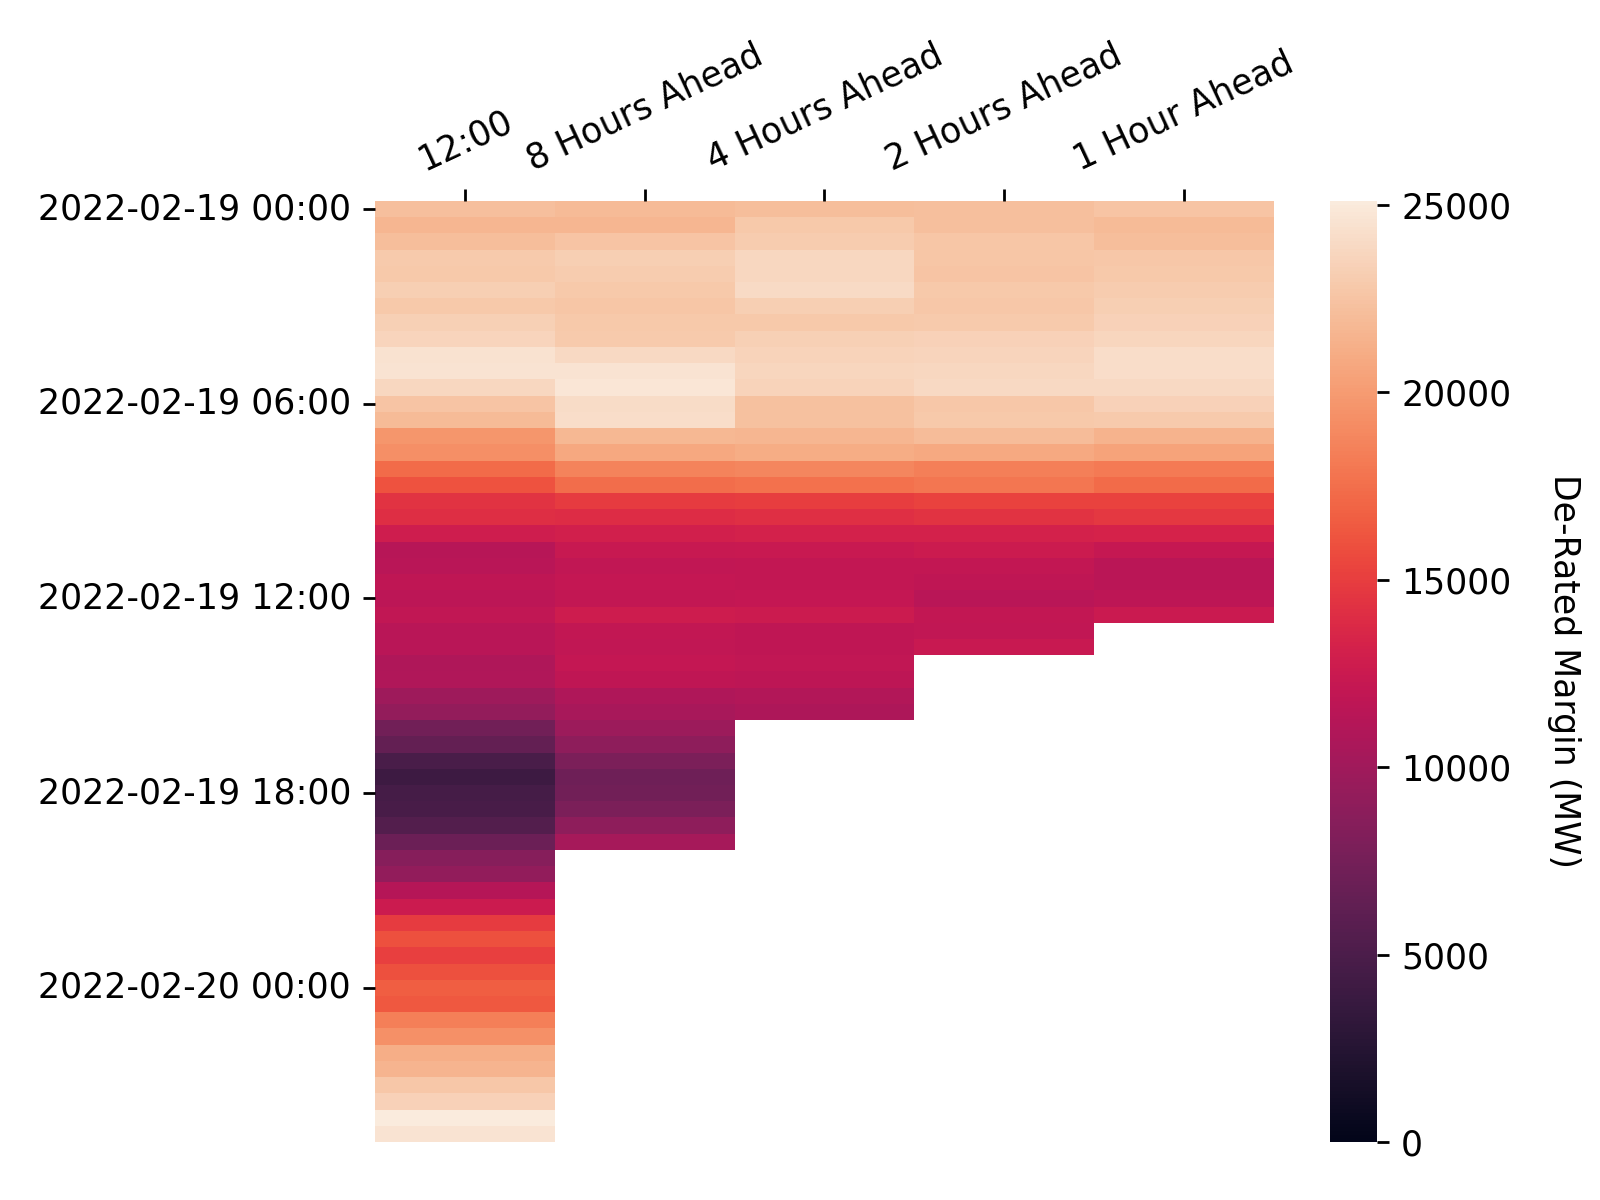 12:00
8 Hours Ahead
4 Hours Ahead
2 Hours Ahead
1 Hour Ahead
2022-02-19 00:00
2022-02-19 06:00
2022-02-19 12:00
2022-02-19 18:00
2022-02-20 00:00
25000
20000
15000
10000
5000
0
De-Rated Margin (MW)